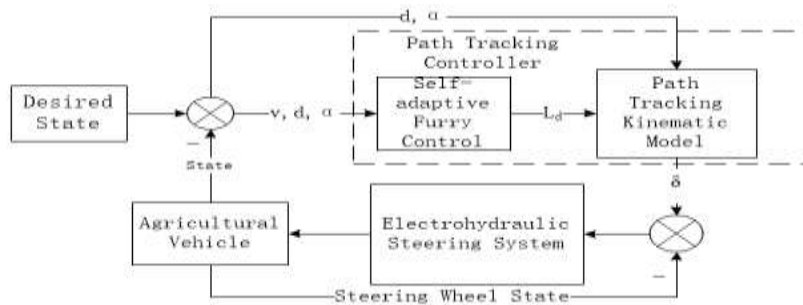 d, α
Path Tracking
Controller
Desired
State
v, d, α
Self-
adaptive
Furry
Control
Ld
Path
Tracking
Kinematic
Model
−
State
δ
Agricultural
Vehicle
Electrohydraulic
Steering System
−
Steering Wheel State